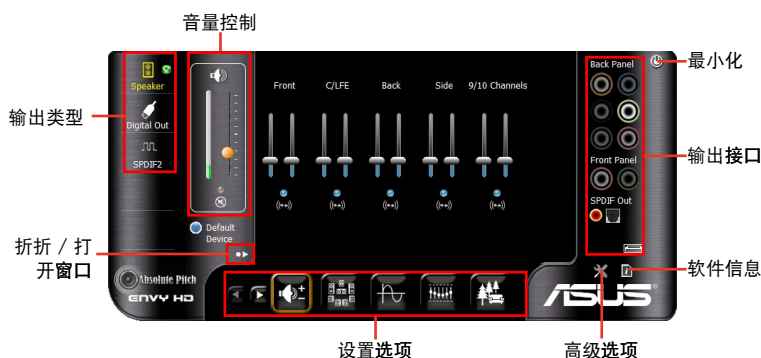 音量控制
最小化
Back Panel
Speaker
Front
C/LFE
Back
Side
9/10 Channels
输出类型
Digital Out
SPDIF2
输出接口
Front Panel
SPDIF Out
Default
Device
折折 / 打
开窗口
Absolute Pitch
ENVY HD
ASUS
软件信息
设置选项
高级选项